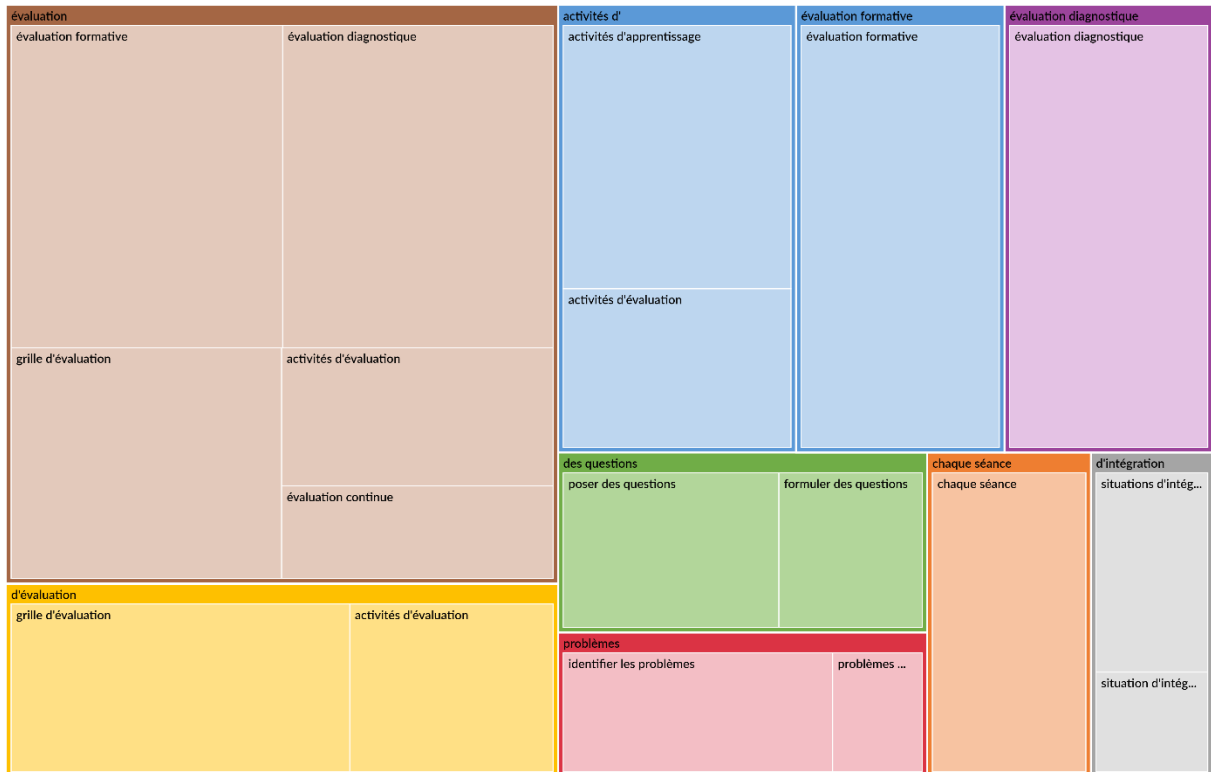 évaluation
évaluation formative
évaluation diagnostique
grille d'évaluation
activités d'évaluation
évaluation continue
d'évaluation
grille d'évaluation
activités d'évaluation
activités d'
activités d'apprentissage
activités d'évaluation
évaluation formative
évaluation formative
évaluation diagnostique
évaluation diagnostique
des questions
poser des questions
formuler des questions
problèmes
identifier les problèmes
problèmes ...
chaque séance
chaque séance
d'intégration
situations d'intég...
situation d'intég...